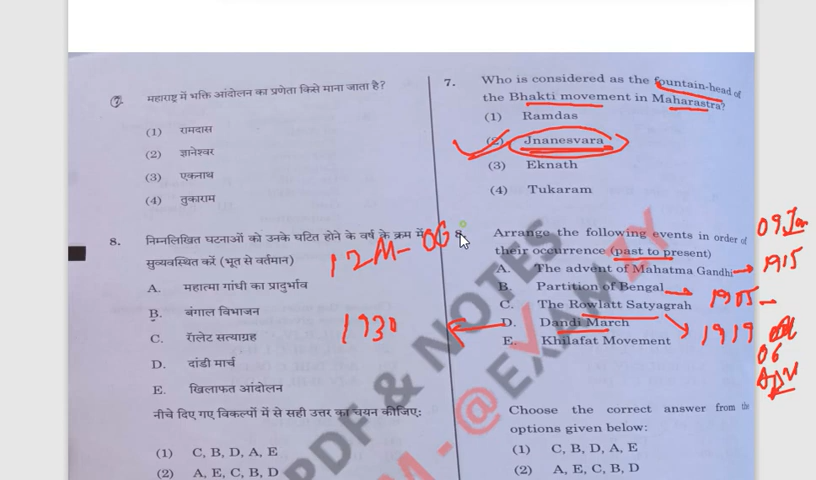 7. महाराष्ट्र में भक्ति आंदोलन का प्रणेता किसे माना जाता है?
(1) रामदास
(2) ज्ञानेश्वर
(3) एकनाथ
(4) तुकाराम
7. Who is considered as the fountain-head of
the Bhakti movement in Maharastra?
(1) Ramdas
(2) Jnanesvara
(3) Eknath
(4) Tukaram
8. निम्नलिखित घटनाओं को उनके घटित होने के वर्ष के क्रम में
सुव्यवस्थित करें (भूत से वर्तमान)
A. महात्मा गांधी का प्रादुर्भाव
B. बंगाल विभाजन
C. रॉलेट सत्याग्रह
D. दांडी मार्च
E. खिलाफत आंदोलन
नीचे दिए गए विकल्पों में से सही उत्तर का चयन कीजिए:
(1) C, B, D, A, E
(2) A, E, C, B, D
12M-06
1930
8. Arrange the following events in order of
their occurrence (past to present)
A. The advent of Mahatma Gandhi
B. Partition of Bengal
C. The Rowlatt Satyagrah
D. Dandi March
E. Khilafat Movement
Choose the correct answer from the
options given below:
(1) C, B, D, A, E
(2) A, E, C, B, D
09 Jan
1915
1905
1919
06
PDF & NOTES
M-@EXAMZY